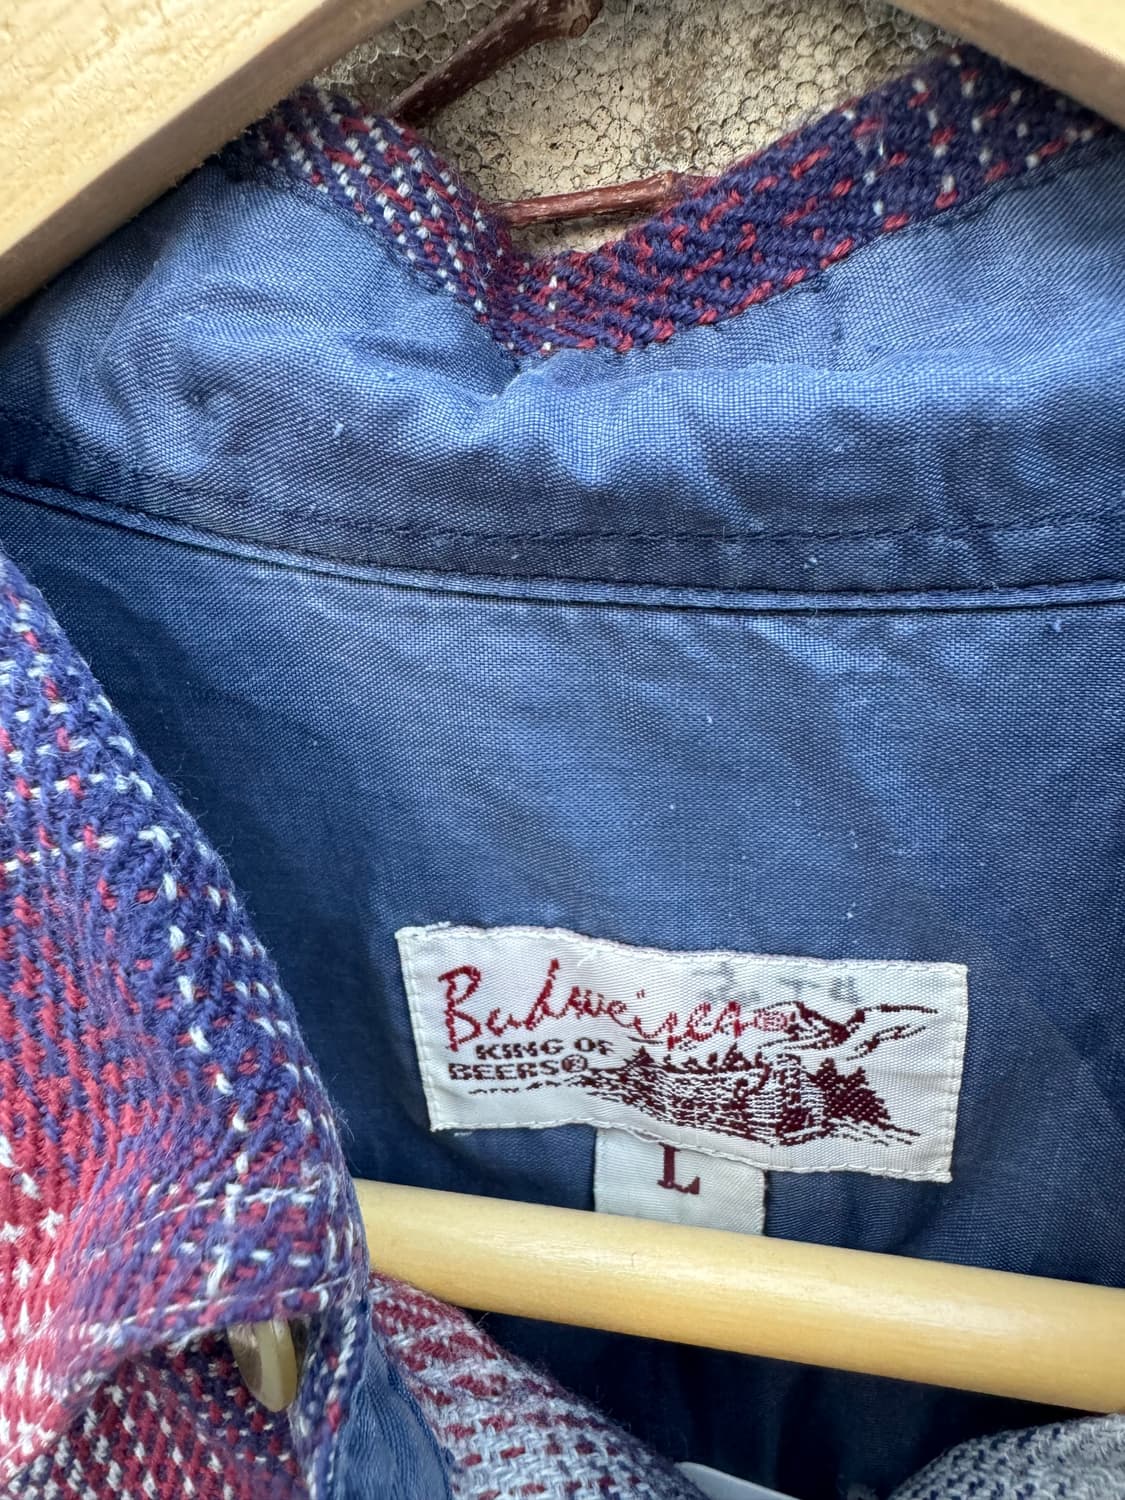 Budweiser
KING OF
BEERS®
L